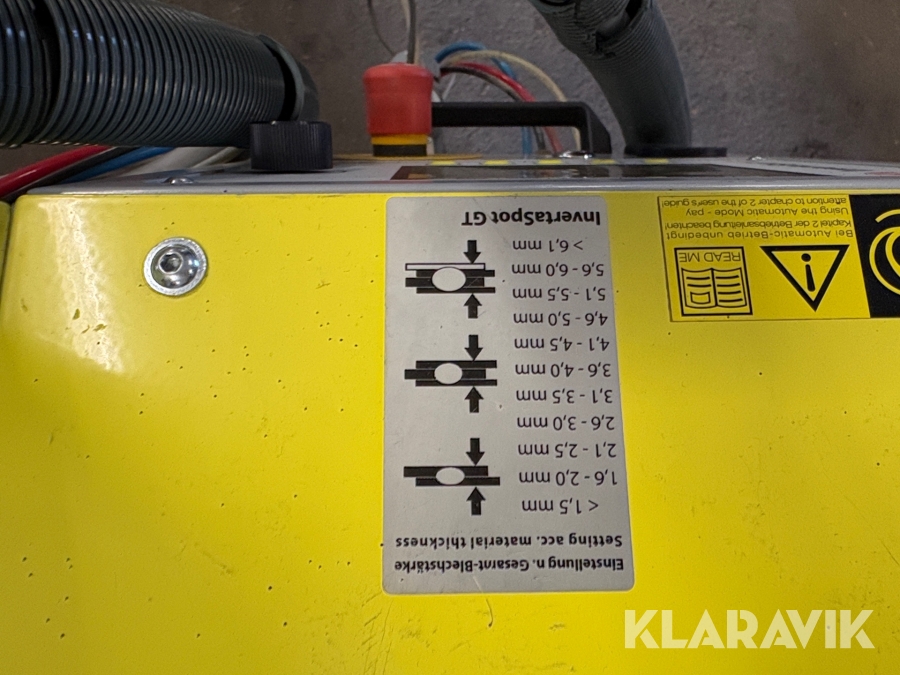 Einstellung n. Gesamt-Blechstärke
Setting acc. material thickness
< 1,5 mm
1,6 - 2,0 mm
2,1 - 2,5 mm
2,6 - 3,0 mm
3,1 - 3,5 mm
3,6 - 4,0 mm
4,1 - 4,5 mm
4,6 - 5,0 mm
5,1 - 5,5 mm
5,6 - 6,0 mm
> 6,1 mm
InvertaSpot GT
READ ME
Bei Automatic-Betrieb unbedingt
Kapitel 2 der Betriebsanleitung beachten!
Using the Automatic Mode - pay
attention to chapter 2 of the user's guide!
KLARAVIK